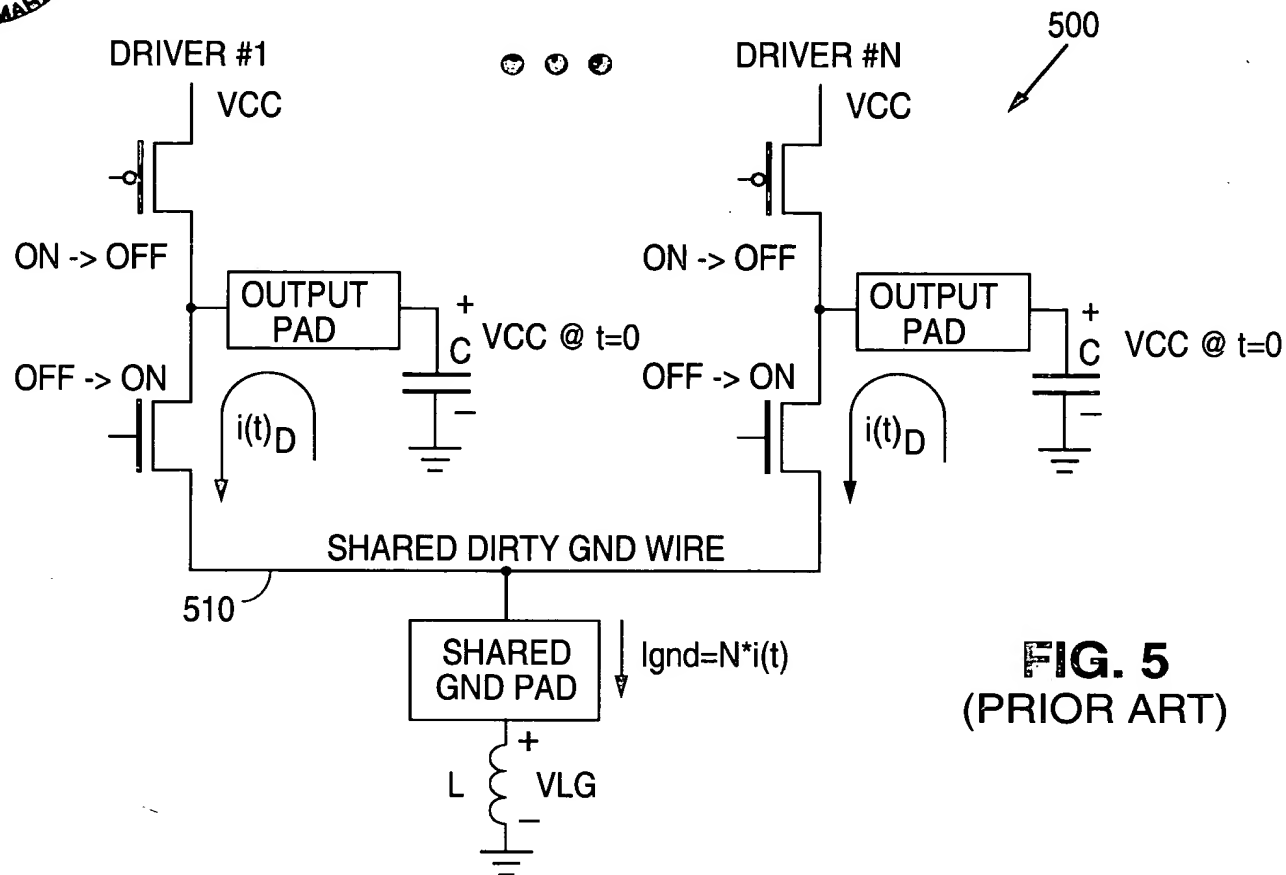 500
DRIVER #1
DRIVER #N
VCC
VCC
ON -> OFF
ON -> OFF
OUTPUT
PAD
OUTPUT
PAD
+
C
VCC @ t=0
−
+
C
VCC @ t=0
−
OFF -> ON
OFF -> ON
i(t)D
i(t)D
SHARED DIRTY GND WIRE
510
SHARED
GND PAD
Ignd=N*i(t)
+
L
VLG
−
FIG. 5
(PRIOR ART)